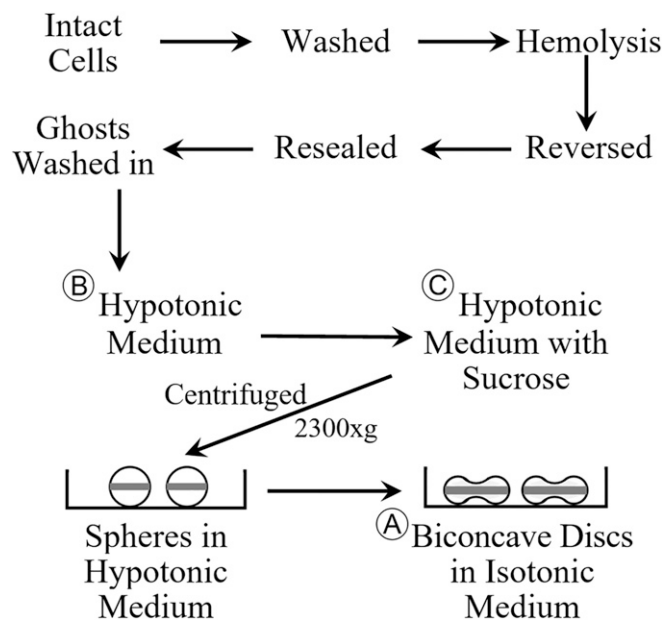 Intact
Cells
Washed
Hemolysis
Ghosts
Washed in
Resealed
Reversed
B Hypotonic
Medium
C Hypotonic
Medium with
Sucrose
Centrifuged
2300xg
Spheres in
Hypotonic
Medium
A Biconcave Discs
in Isotonic
Medium